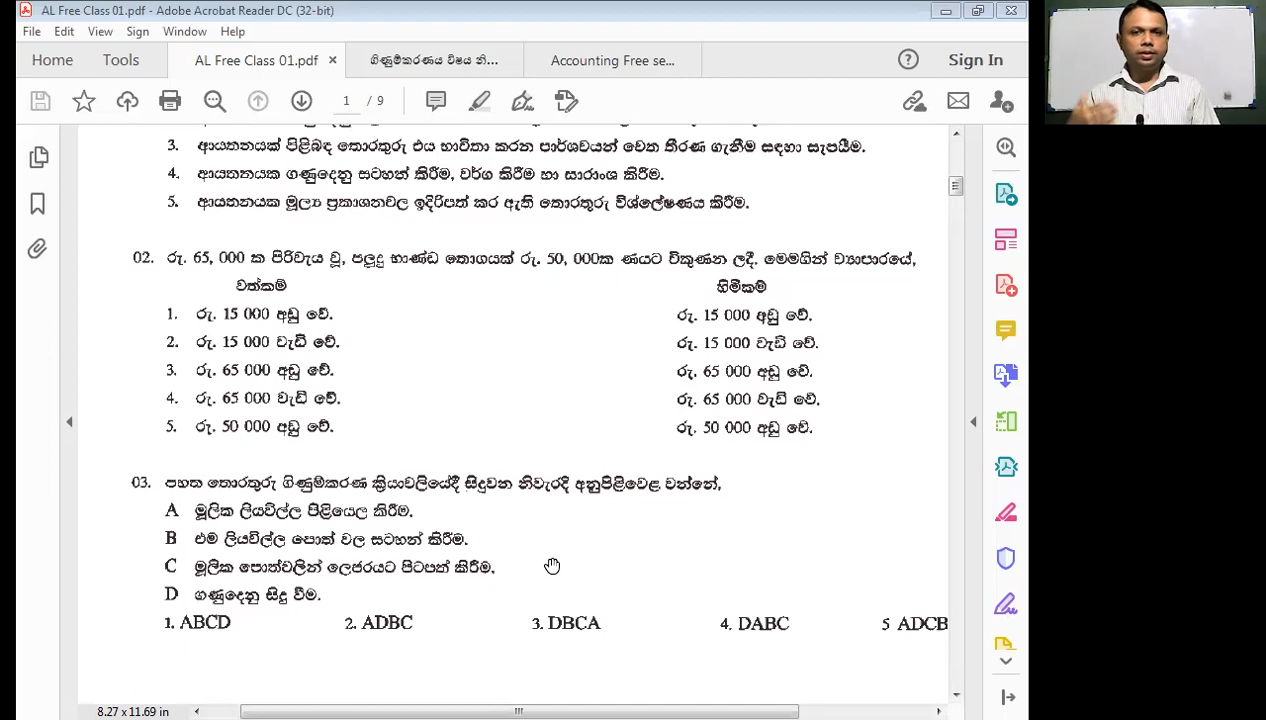 AL Free Class 01.pdf - Adobe Acrobat Reader DC (32-bit)
File Edit View Sign Window Help
Home Tools AL Free Class 01.pdf × ගිණුම්කරණය විෂය නි... Accounting Free se... Sign In
1 / 9
3. ආයතනයක් පිළිබඳ තොරතුරු එය භාවිතා කරන පාර්ශවයන් වෙත තීරණ ගැනීම සඳහා සැපයීම.
4. ආයතනයක ගණුදෙනු සටහන් කිරීම, වර්ග කිරීම හා සාරාංශ කිරීම.
5. ආයතනයක මූල්‍ය ප්‍රකාශනවල ඉදිරිපත් කර ඇති තොරතුරු විශ්ලේෂණය කිරීම.
02. රු. 65, 000 ක පිරිවැය වූ, පලුදු භාණ්ඩ තොගයක් රු. 50, 000ක ණයට විකුණන ලදී, මෙමගින් ව්‍යාපාරයේ,
වත්කම් හිමිකම්
1. රු. 15 000 අඩු වේ. රු. 15 000 අඩු වේ.
2. රු. 15 000 වැඩි වේ. රු. 15 000 වැඩි වේ.
3. රු. 65 000 අඩු වේ. රු. 65 000 අඩු වේ.
4. රු. 65 000 වැඩි වේ. රු. 65 000 වැඩි වේ.
5. රු. 50 000 අඩු වේ. රු. 50 000 අඩු වේ.
03. පහත තොරතුරු ගිණුම්කරණ ක්‍රියාවලියේදී සිදුවන නිවැරදි අනුපිළිවෙළ වන්නේ,
A මූලික ලියවිල්ල පිළියෙල කිරීම.
B එම ලියවිල්ල පොත් වල සටහන් කිරීම.
C මූලික පොත්වලින් ලෙජරයට පිටපත් කිරීම.
D ගණුදෙනු සිදු වීම.
1. ABCD 2. ADBC 3. DBCA 4. DABC 5 ADCB
8.27 x 11.69 in